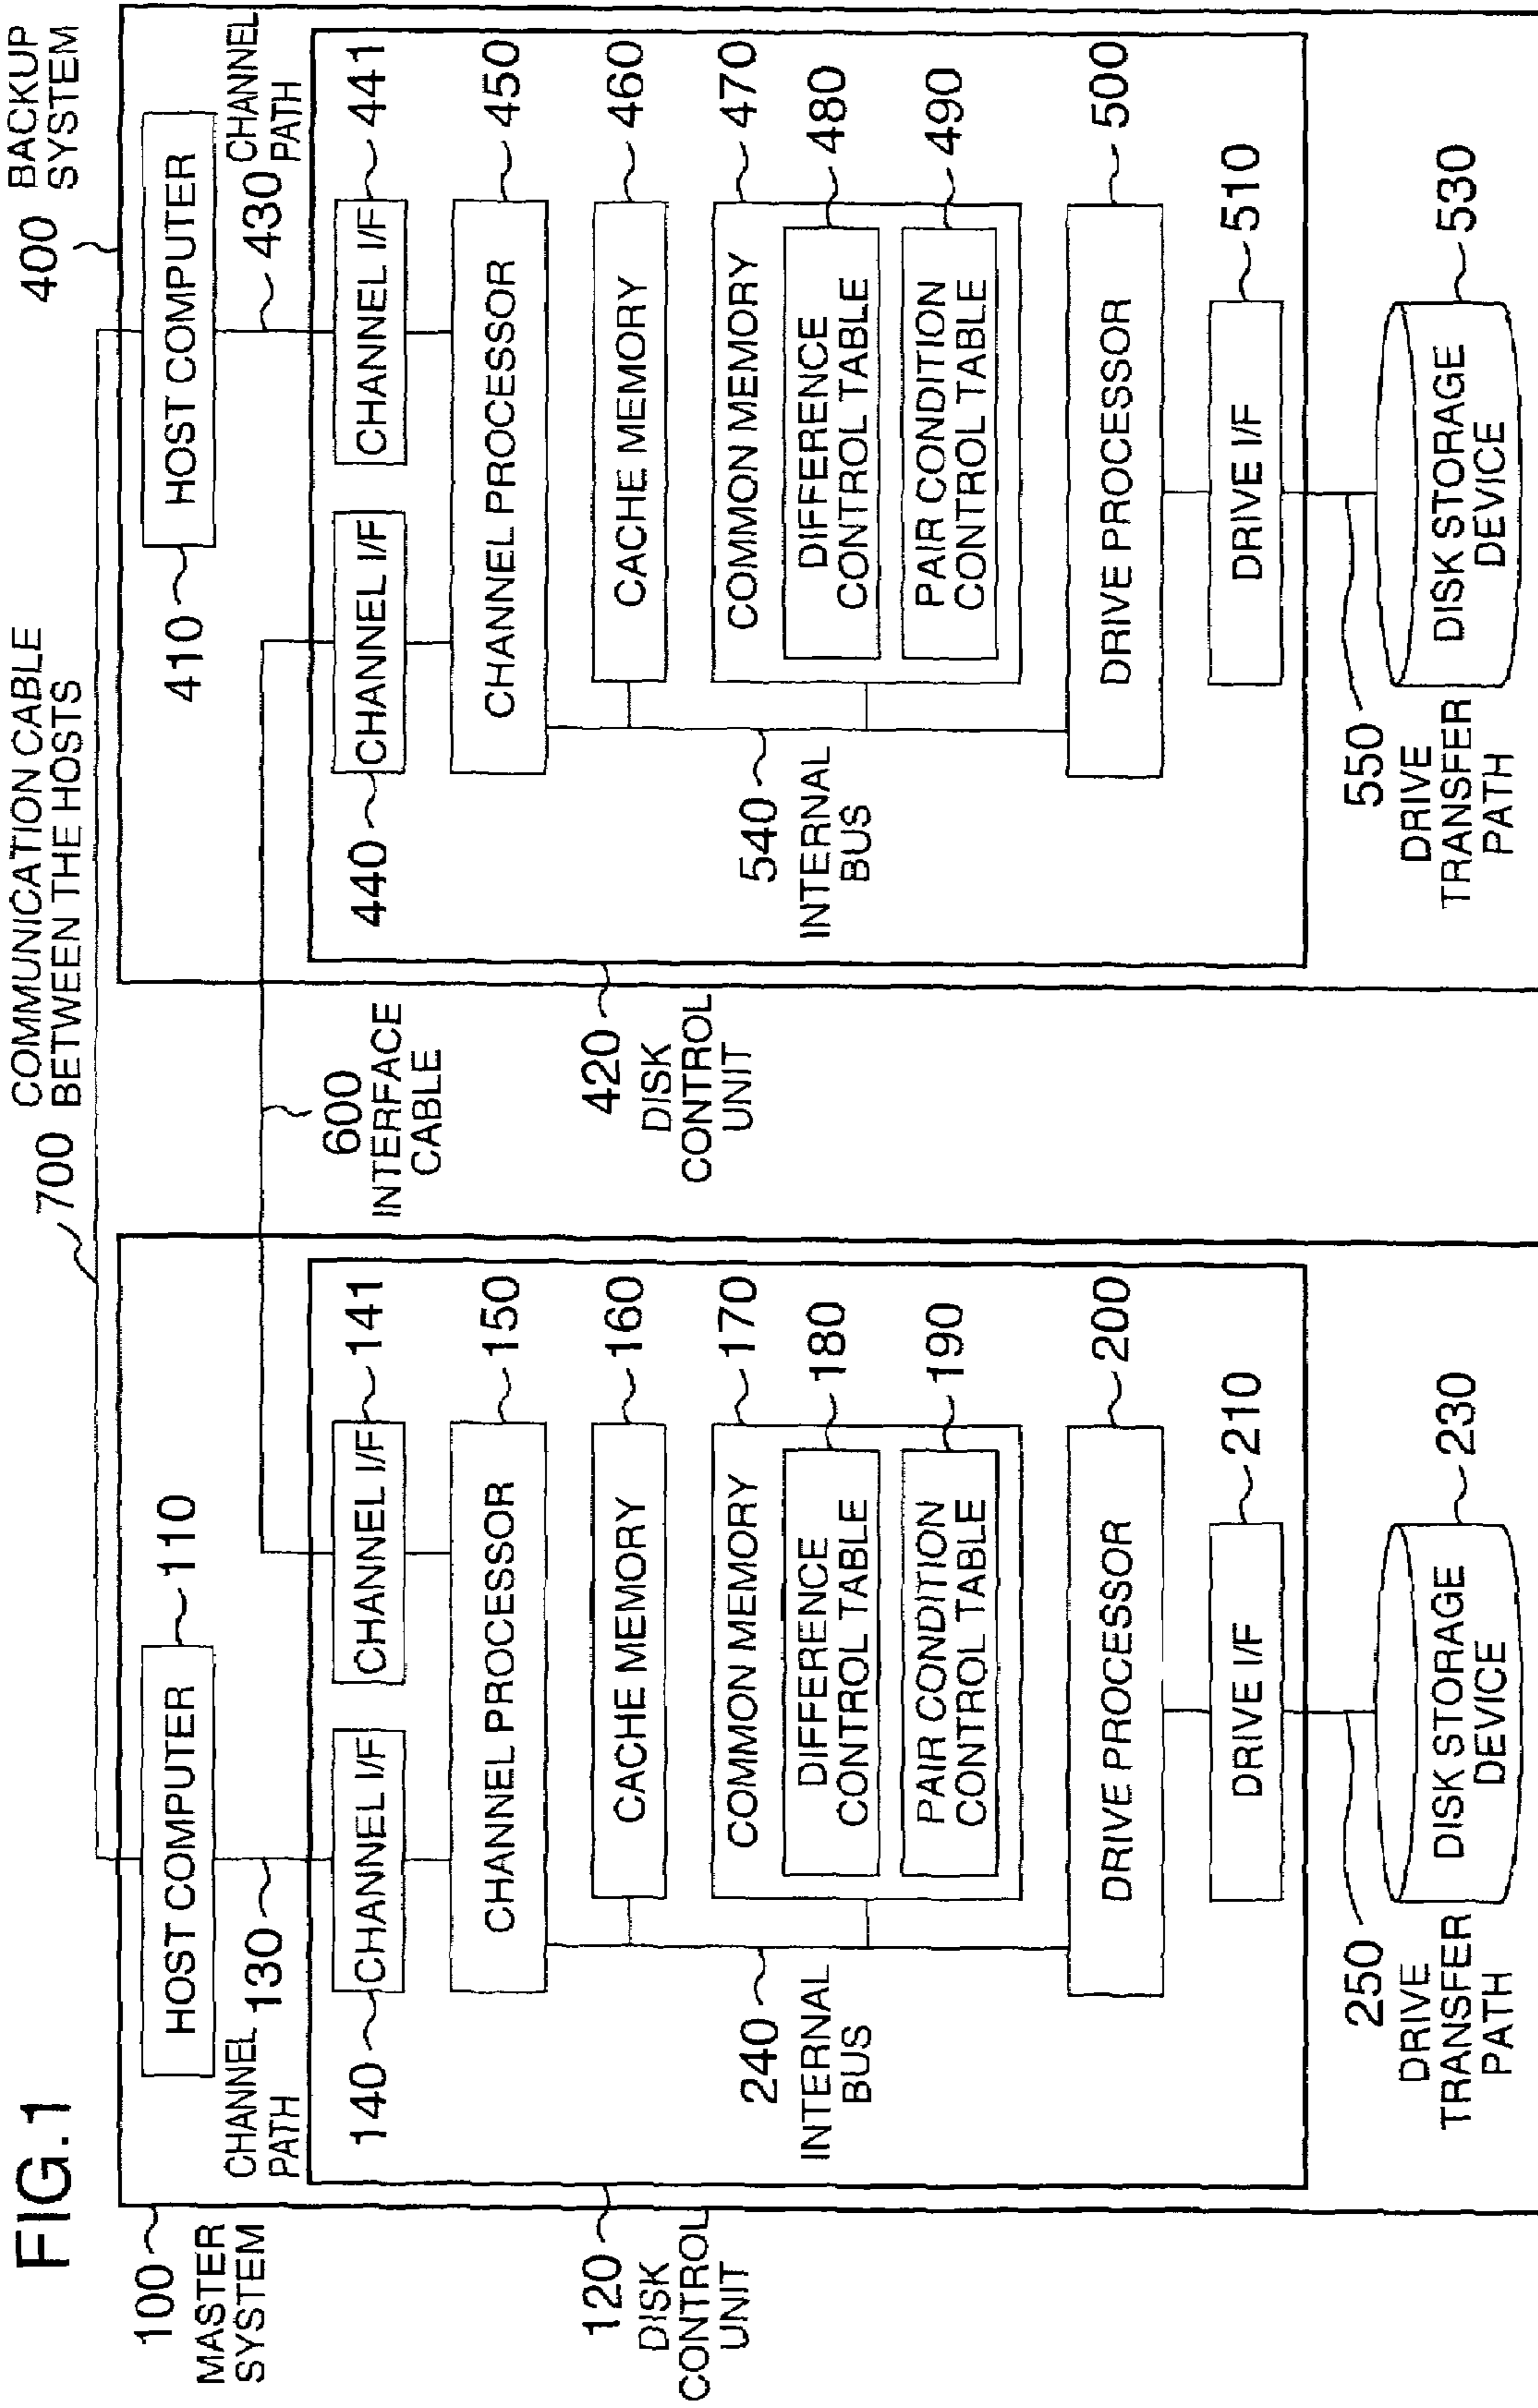 FIG.1
700 COMMUNICATION CABLE
BETWEEN THE HOSTS
100
MASTER
SYSTEM
HOST COMPUTER
110
CHANNEL
PATH
130
140
CHANNEL I/F
CHANNEL I/F
141
CHANNEL PROCESSOR
150
CACHE MEMORY
160
120
DISK
CONTROL
UNIT
COMMON MEMORY
170
DIFFERENCE
CONTROL TABLE
180
PAIR CONDITION
CONTROL TABLE
190
240
INTERNAL
BUS
DRIVE PROCESSOR
200
DRIVE I/F
210
250
DRIVE
TRANSFER
PATH
DISK STORAGE
DEVICE
230
600
INTERFACE
CABLE
400 BACKUP
SYSTEM
410
HOST COMPUTER
430
CHANNEL
PATH
440
CHANNEL I/F
CHANNEL I/F
441
CHANNEL PROCESSOR
450
CACHE MEMORY
460
420
DISK
CONTROL
UNIT
COMMON MEMORY
470
DIFFERENCE
CONTROL TABLE
480
PAIR CONDITION
CONTROL TABLE
490
540
INTERNAL
BUS
DRIVE PROCESSOR
500
DRIVE I/F
510
550
DRIVE
TRANSFER
PATH
DISK STORAGE
DEVICE
530